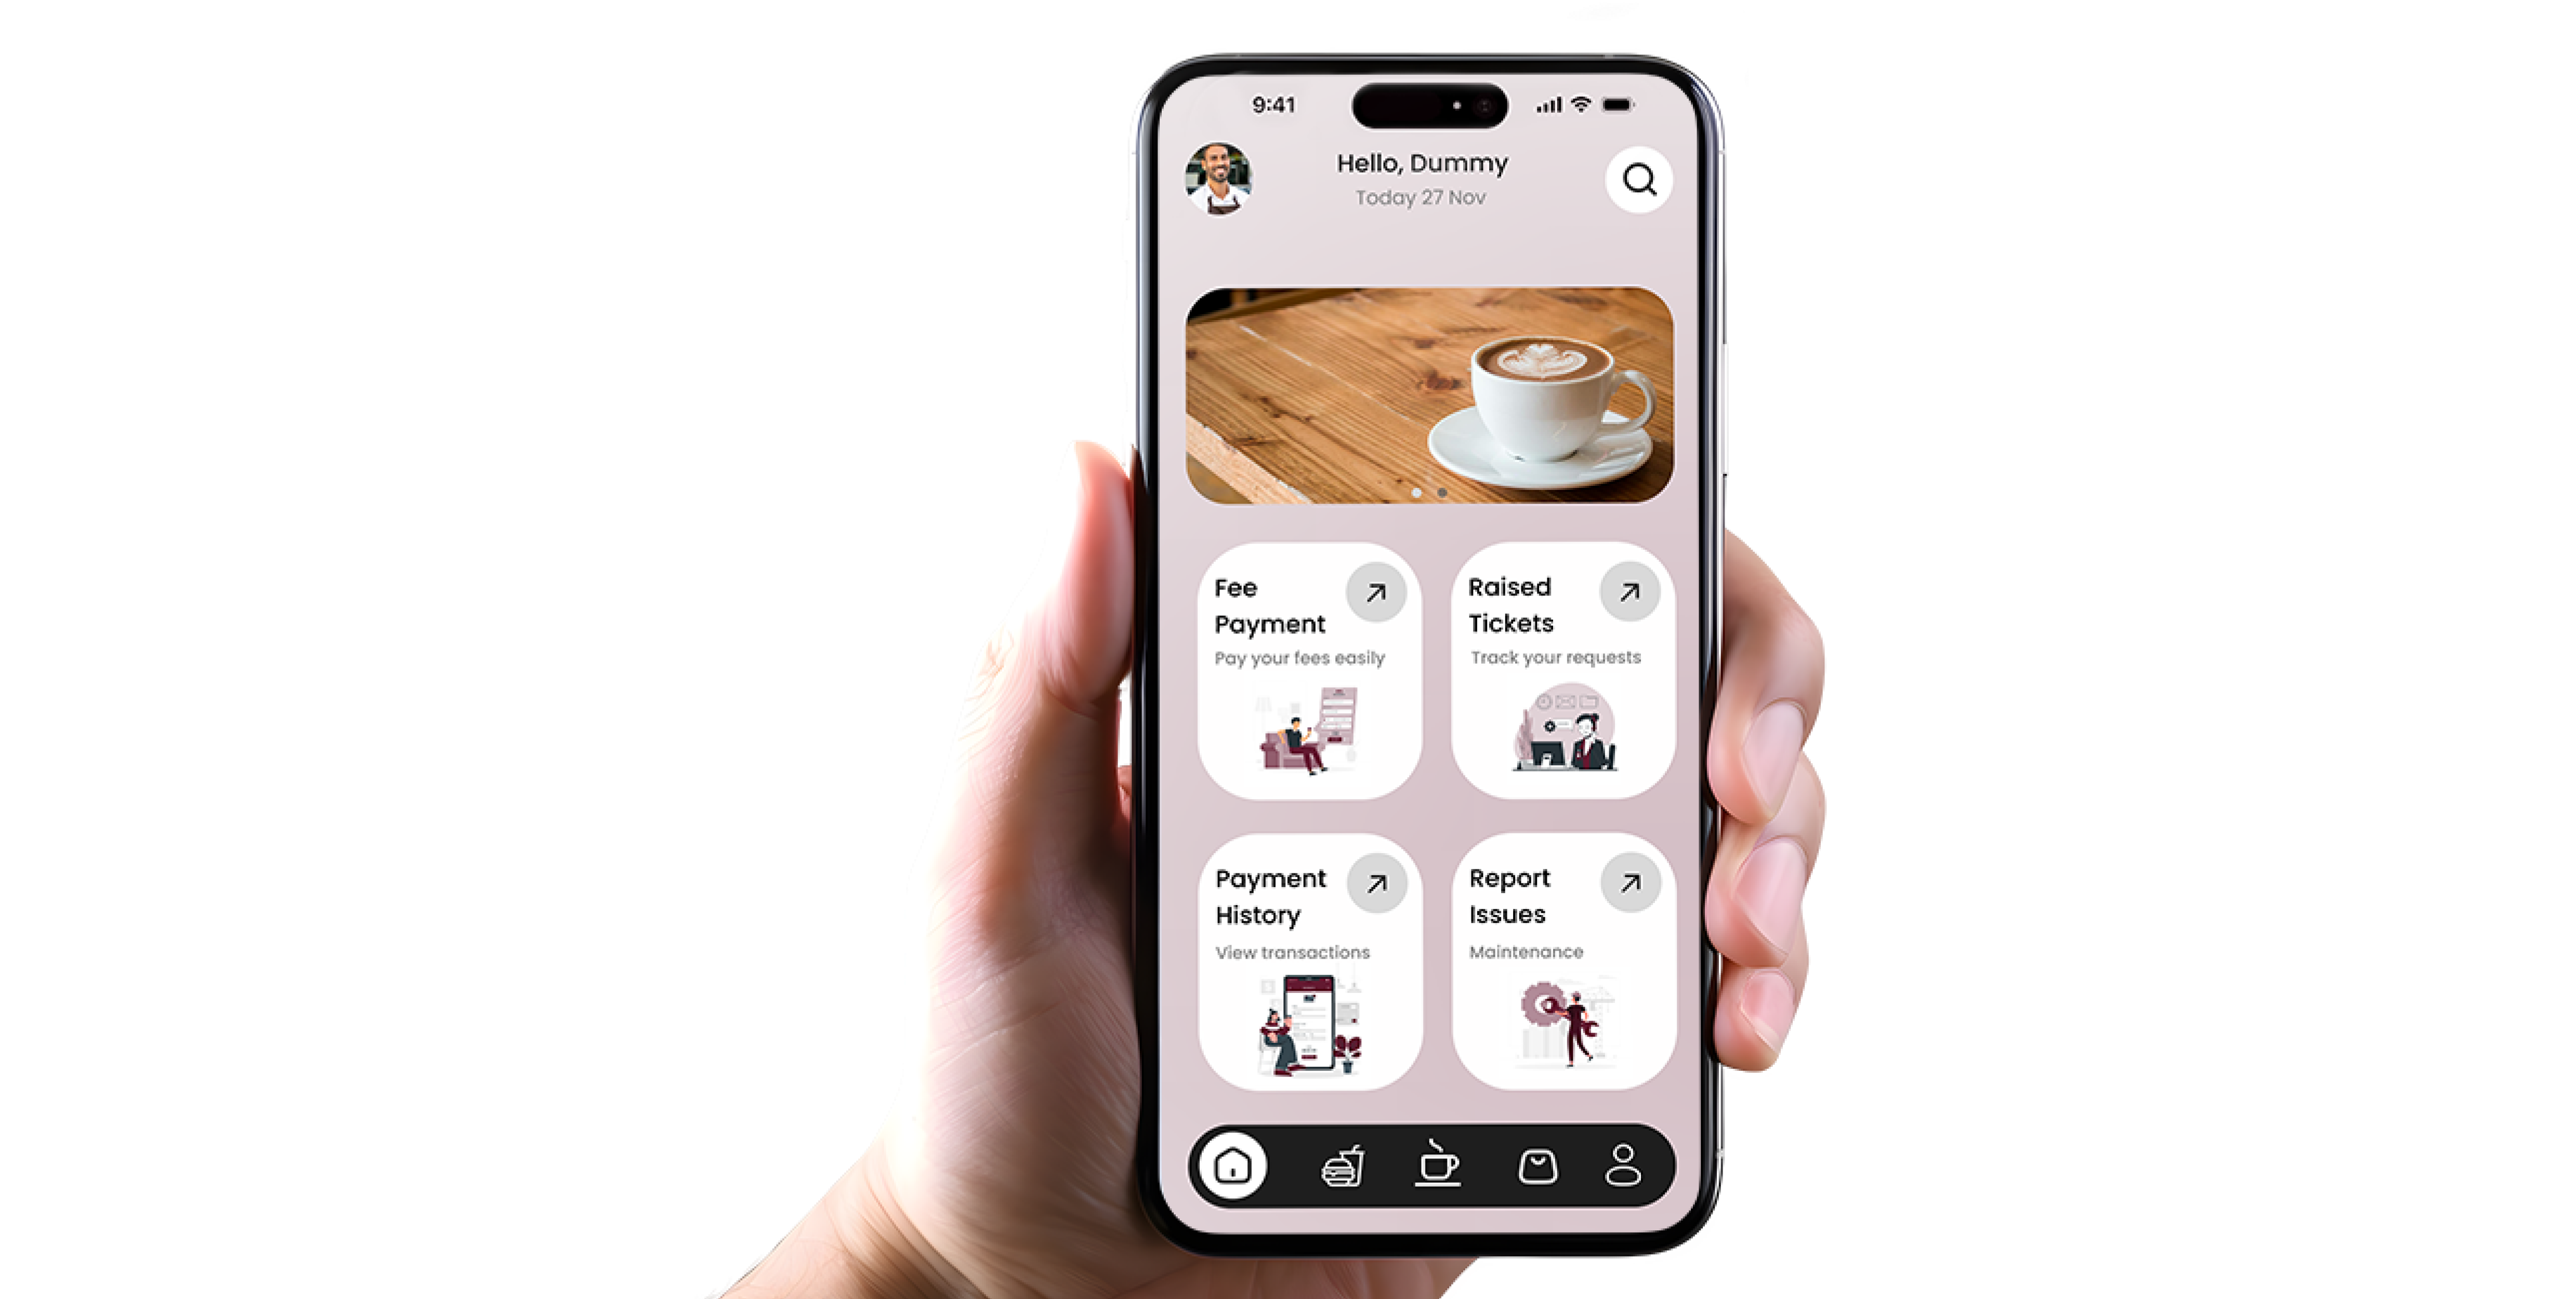 9:41
Hello, Dummy
Today 27 Nov
Fee
Payment
Pay your fees easily
Raised
Tickets
Track your requests
Payment
History
View transactions
Report
Issues
Maintenance